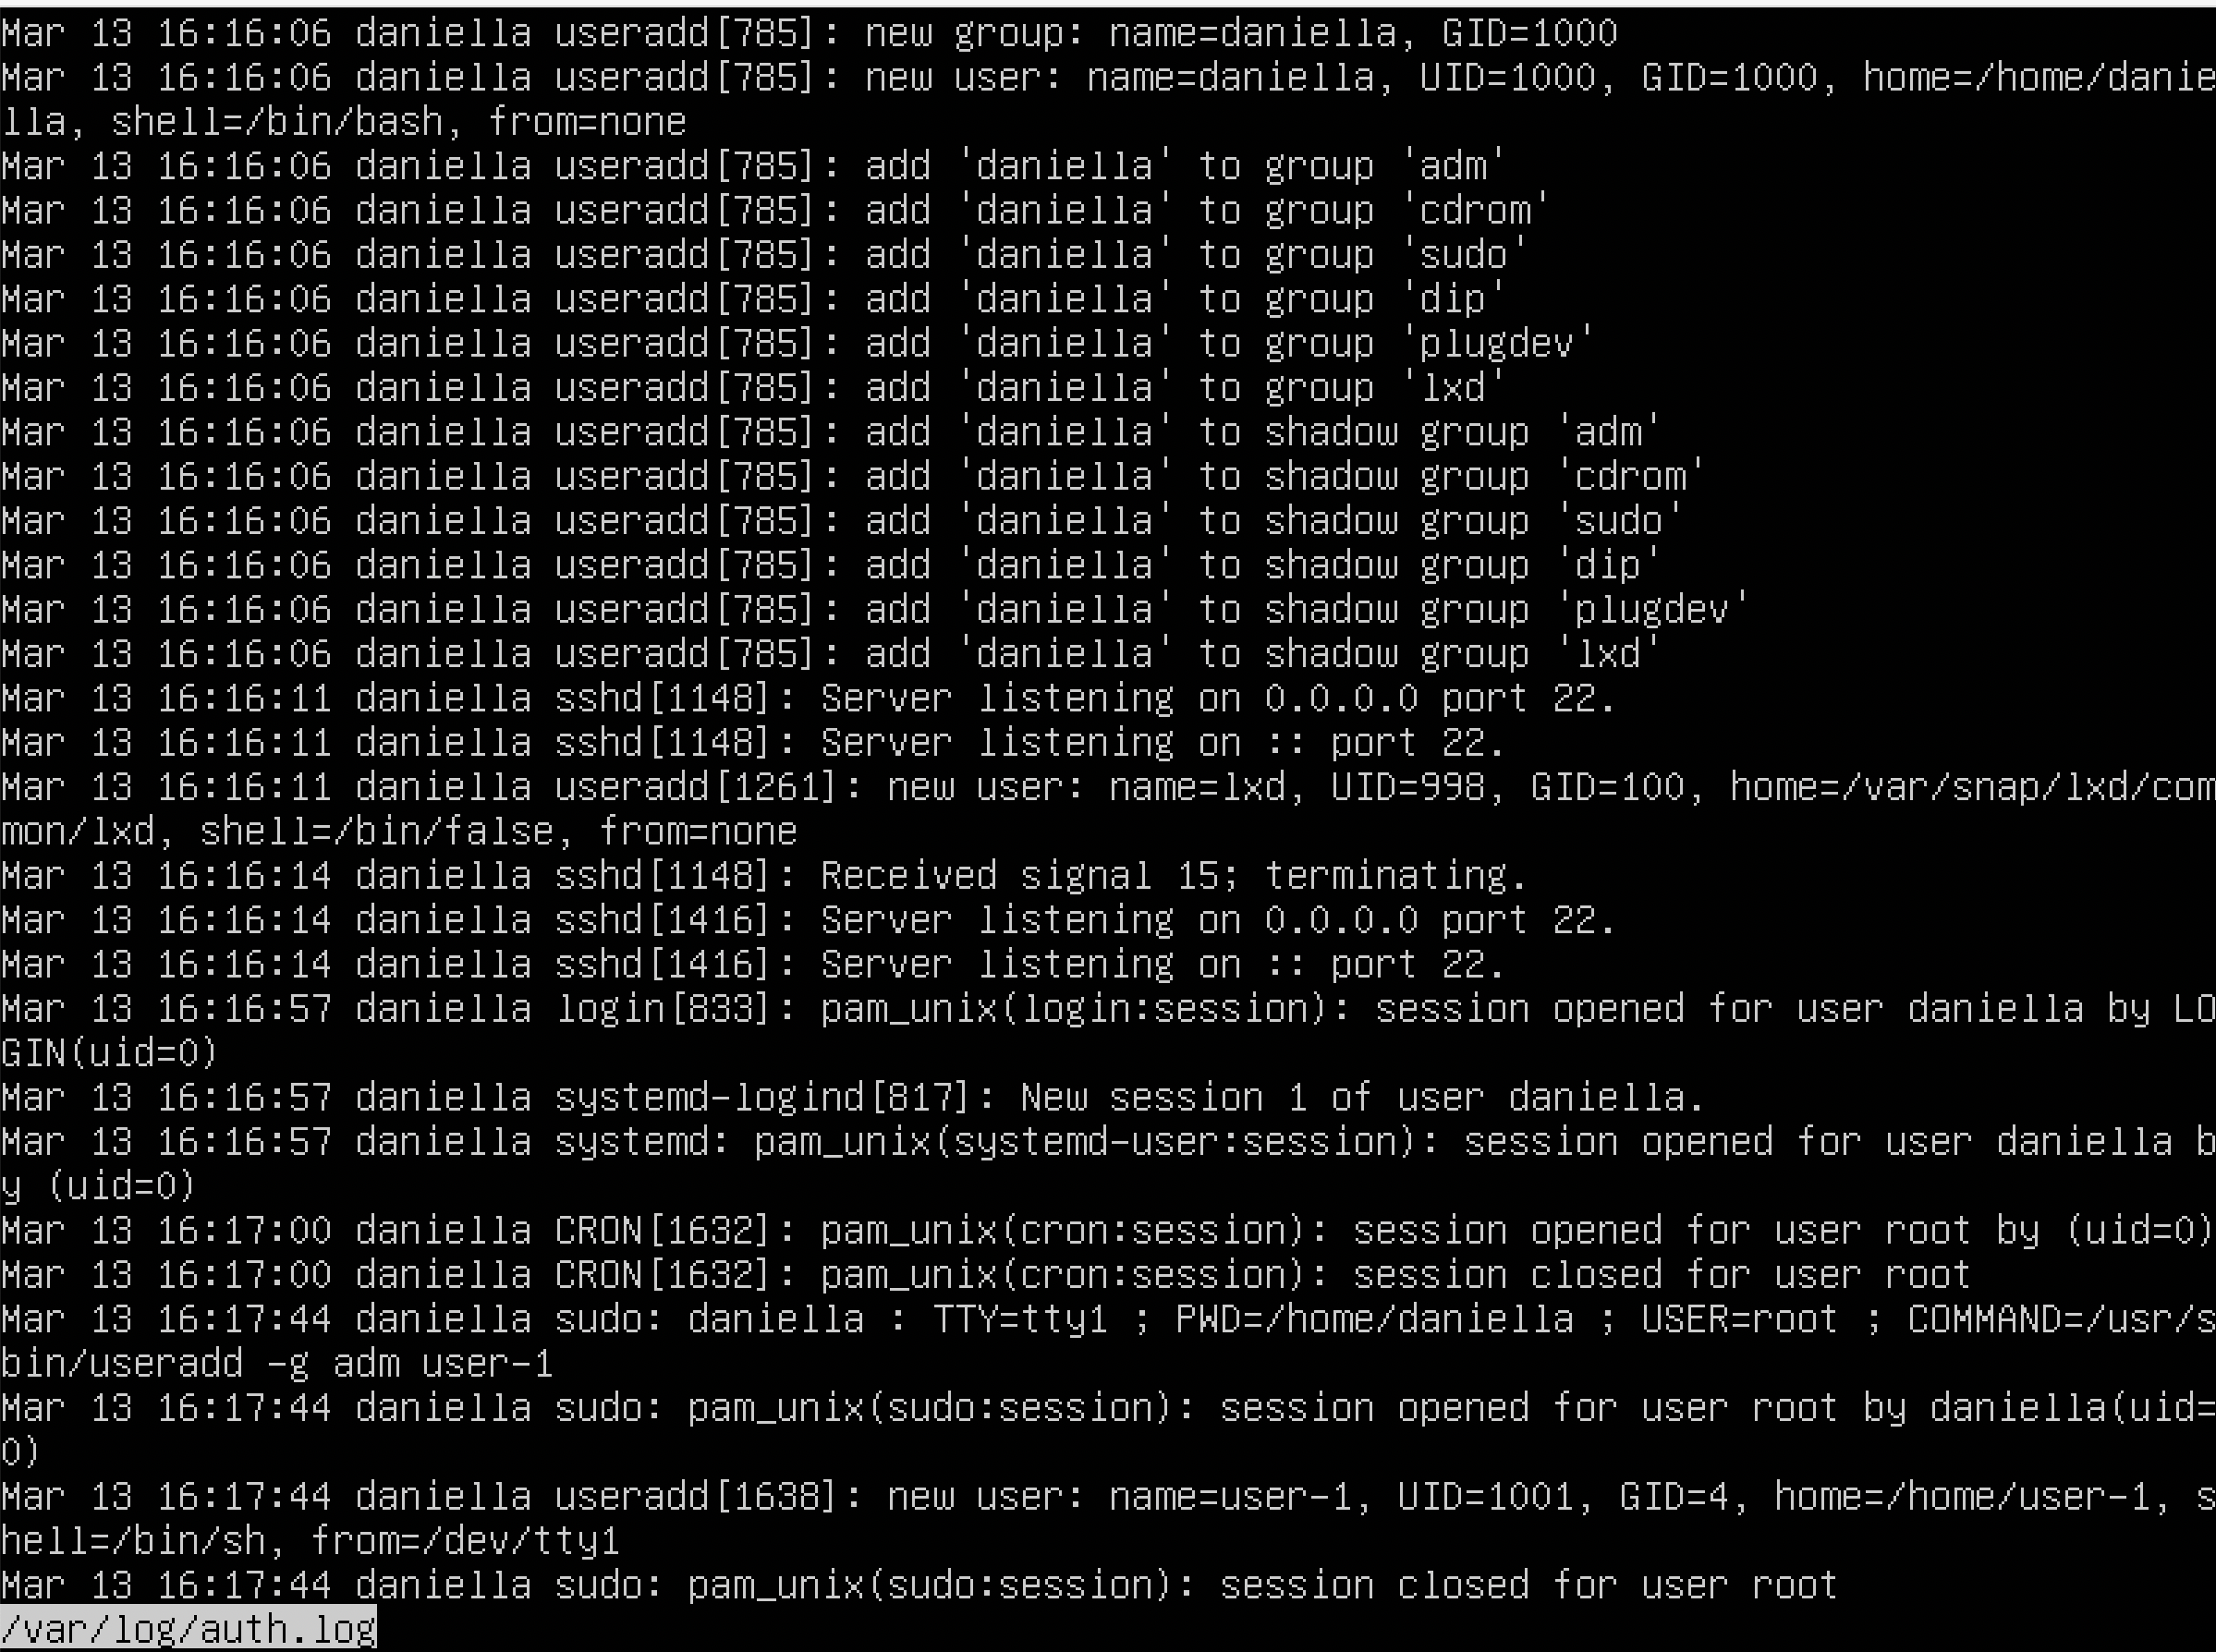 Mar 13 16:16:06 daniella useradd[785]: new group: name=daniella, GID=1000
Mar 13 16:16:06 daniella useradd[785]: new user: name=daniella, UID=1000, GID=1000, home=/home/danie
lla, shell=/bin/bash, from=none
Mar 13 16:16:06 daniella useradd[785]: add 'daniella' to group 'adm'
Mar 13 16:16:06 daniella useradd[785]: add 'daniella' to group 'cdrom'
Mar 13 16:16:06 daniella useradd[785]: add 'daniella' to group 'sudo'
Mar 13 16:16:06 daniella useradd[785]: add 'daniella' to group 'dip'
Mar 13 16:16:06 daniella useradd[785]: add 'daniella' to group 'plugdev'
Mar 13 16:16:06 daniella useradd[785]: add 'daniella' to group 'lxd'
Mar 13 16:16:06 daniella useradd[785]: add 'daniella' to shadow group 'adm'
Mar 13 16:16:06 daniella useradd[785]: add 'daniella' to shadow group 'cdrom'
Mar 13 16:16:06 daniella useradd[785]: add 'daniella' to shadow group 'sudo'
Mar 13 16:16:06 daniella useradd[785]: add 'daniella' to shadow group 'dip'
Mar 13 16:16:06 daniella useradd[785]: add 'daniella' to shadow group 'plugdev'
Mar 13 16:16:06 daniella useradd[785]: add 'daniella' to shadow group 'lxd'
Mar 13 16:16:11 daniella sshd[1148]: Server listening on 0.0.0.0 port 22.
Mar 13 16:16:11 daniella sshd[1148]: Server listening on :: port 22.
Mar 13 16:16:11 daniella useradd[1261]: new user: name=lxd, UID=998, GID=100, home=/var/snap/lxd/com
mon/lxd, shell=/bin/false, from=none
Mar 13 16:16:14 daniella sshd[1148]: Received signal 15; terminating.
Mar 13 16:16:14 daniella sshd[1416]: Server listening on 0.0.0.0 port 22.
Mar 13 16:16:14 daniella sshd[1416]: Server listening on :: port 22.
Mar 13 16:16:57 daniella login[833]: pam_unix(login:session): session opened for user daniella by LO
GIN(uid=0)
Mar 13 16:16:57 daniella systemd-logind[817]: New session 1 of user daniella.
Mar 13 16:16:57 daniella systemd: pam_unix(systemd-user:session): session opened for user daniella b
y (uid=0)
Mar 13 16:17:00 daniella CRON[1632]: pam_unix(cron:session): session opened for user root by (uid=0)
Mar 13 16:17:00 daniella CRON[1632]: pam_unix(cron:session): session closed for user root
Mar 13 16:17:44 daniella sudo: daniella : TTY=tty1 ; PWD=/home/daniella ; USER=root ; COMMAND=/usr/s
bin/useradd -g adm user-1
Mar 13 16:17:44 daniella sudo: pam_unix(sudo:session): session opened for user root by daniella(uid=
0)
Mar 13 16:17:44 daniella useradd[1638]: new user: name=user-1, UID=1001, GID=4, home=/home/user-1, s
hell=/bin/sh, from=/dev/tty1
Mar 13 16:17:44 daniella sudo: pam_unix(sudo:session): session closed for user root
/var/log/auth.log